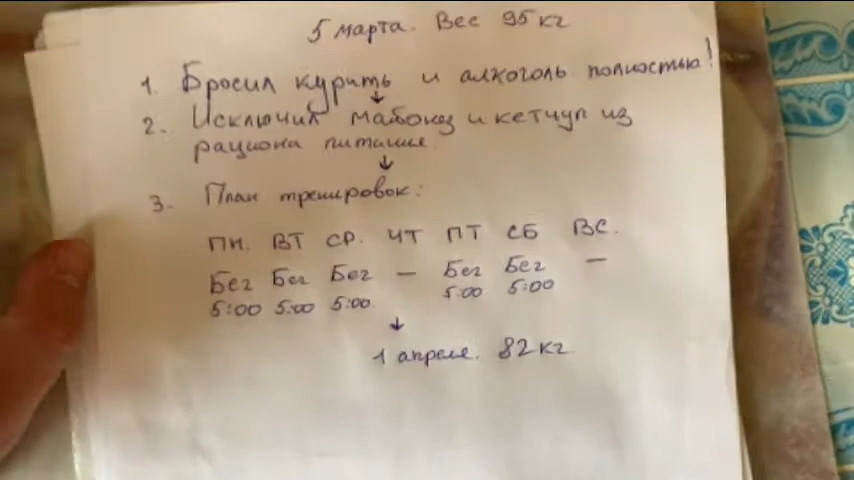 5 марта. Вес 95 кг
1. Бросил курить и алкоголь полностью!
↓
2. Исключил майонез и кетчуп из
рациона питания.
↓
3. План тренировок:
ПН. ВТ СР. ЧТ ПТ СБ ВС.
Бег Бег Бег — Бег Бег —
5:00 5:00 5:00 5:00 5:00
↓
1 апреля. 82 кг